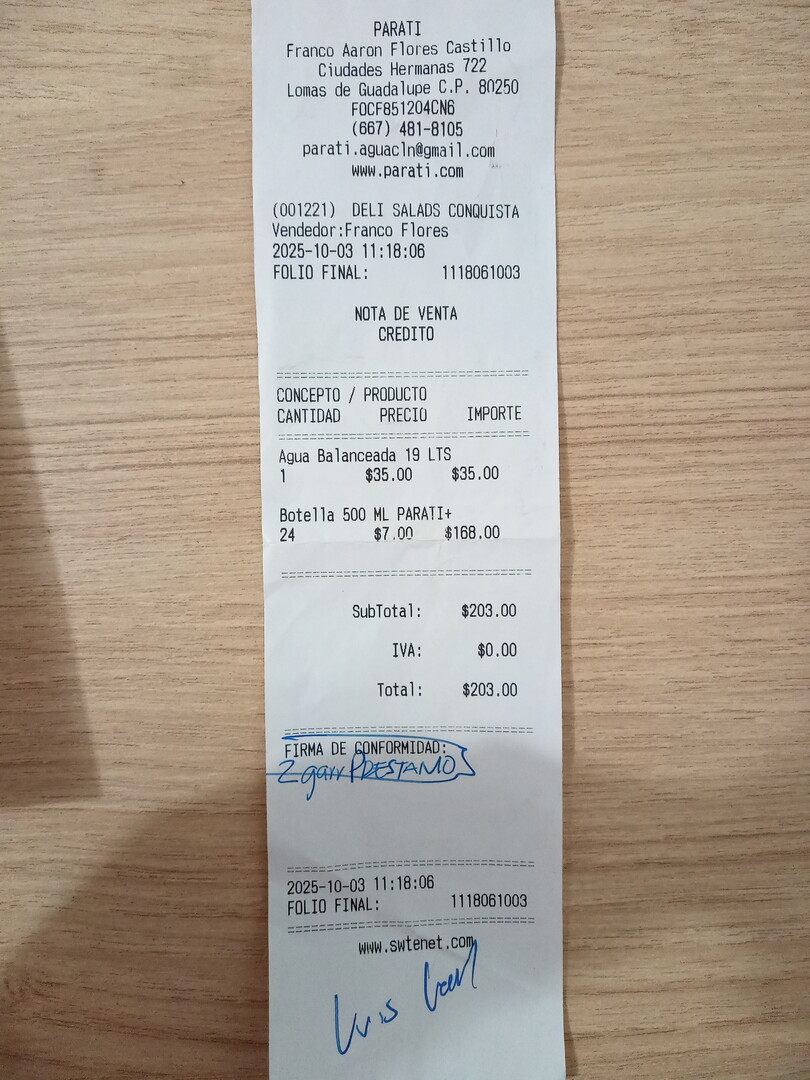 PARATI
Franco Aaron Flores Castillo
Ciudades Hermanas 722
Lomas de Guadalupe C.P. 80250
FOCF851204CN6
(667) 481-8105
parati.aguacln@gmail.com
www.parati.com
(001221) DELI SALADS CONQUISTA
Vendedor:Franco Flores
2025-10-03 11:18:06
FOLIO FINAL: 1118061003
NOTA DE VENTA
CREDITO
CONCEPTO / PRODUCTO
CANTIDAD PRECIO IMPORTE
Agua Balanceada 19 LTS
1 $35.00 $35.00
Botella 500 ML PARATI+
24 $7.00 $168.00
SubTotal: $203.00
IVA: $0.00
Total: $203.00
FIRMA DE CONFORMIDAD:
2 garr PRESTAMO
2025-10-03 11:18:06
FOLIO FINAL: 1118061003
www.swtenet.com
Luis